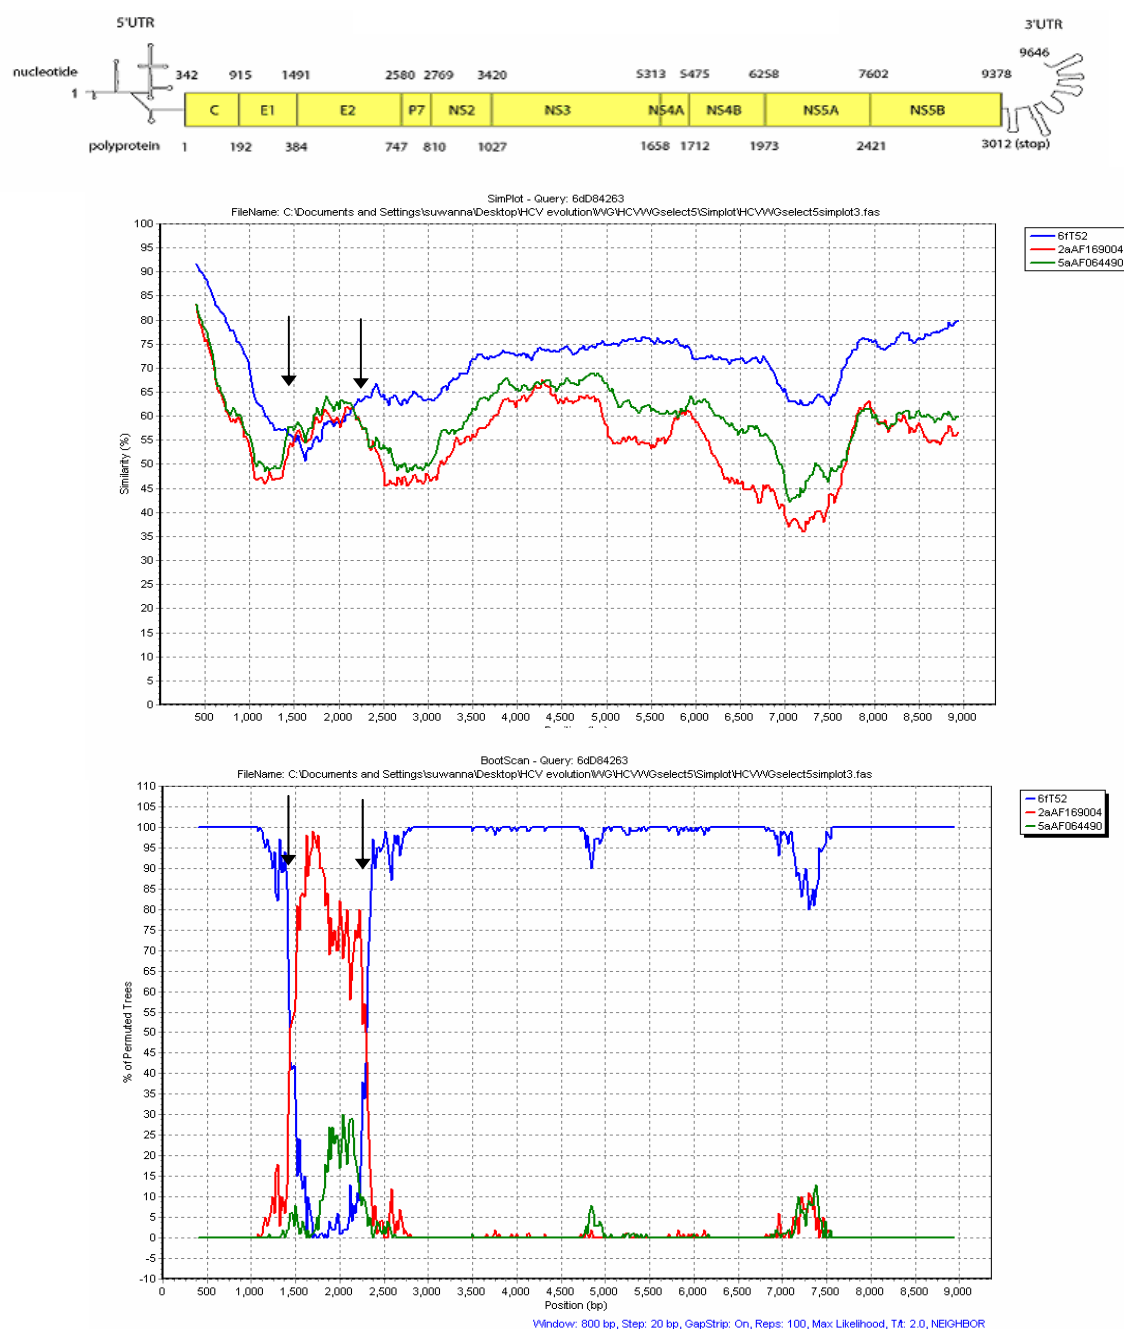 5'UTR
3'UTR
9646
nucleotide
342 915 1491 2580 2769 3420 5313 5475 6258 7602 9378
1
C E1 E2 P7 NS2 NS3 NS4A NS4B NS5A NS5B
polyprotein 1 192 384 747 810 1027 1658 1712 1973 2421 3012 (stop)
SimPlot - Query: 6dD84263
FileName: C:\Documents and Settings\suwanna\Desktop\HCV evolution\WG\HCVWGselect5\Simplot\HCVWGselect5simplot3.fas
6fT52
2aAF169004
5aAF064490
Similarity (%)
100
95
90
85
80
75
70
65
60
55
50
45
40
35
30
25
20
15
10
5
0
500 1,000 1,500 2,000 2,500 3,000 3,500 4,000 4,500 5,000 5,500 6,000 6,500 7,000 7,500 8,000 8,500 9,000
BootScan - Query: 6dD84263
FileName: C:\Documents and Settings\suwanna\Desktop\HCV evolution\WG\HCVWGselect5\Simplot\HCVWGselect5simplot3.fas
6fT52
2aAF169004
5aAF064490
% of Permuted Trees
110
105
100
95
90
85
80
75
70
65
60
55
50
45
40
35
30
25
20
15
10
5
0
-5
-10
0 500 1,000 1,500 2,000 2,500 3,000 3,500 4,000 4,500 5,000 5,500 6,000 6,500 7,000 7,500 8,000 8,500 9,000
Position (bp)
Window: 800 bp, Step: 20 bp, GapStrip: On, Reps: 100, Max Likelihood, T/t: 2.0, NEIGHBOR